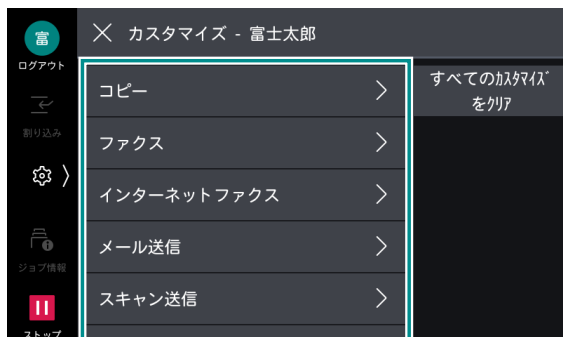 富
ログアウト
割り込み
ジョブ情報
ストップ
カスタマイズ - 富士太郎
コピー
ファクス
インターネットファクス
メール送信
スキャン送信
すべてのｶｽﾀﾏｲｽﾞ
をｸﾘｱ